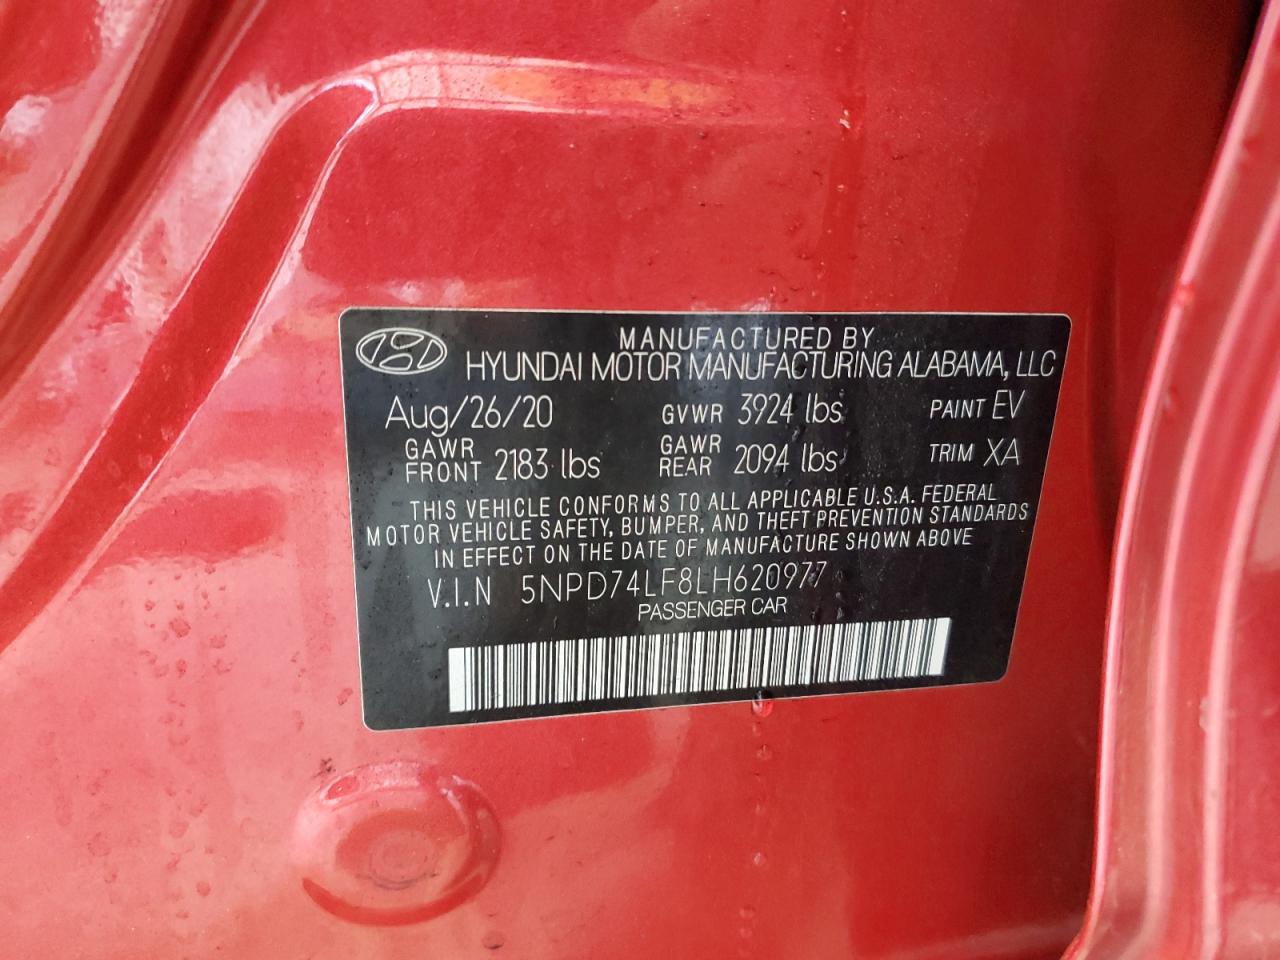 MANUFACTURED BY
HYUNDAI MOTOR MANUFACTURING ALABAMA, LLC
Aug/26/20 GVWR 3924 lbs PAINT EV
GAWR FRONT 2183 lbs GAWR REAR 2094 lbs TRIM XA
THIS VEHICLE CONFORMS TO ALL APPLICABLE U.S.A. FEDERAL
MOTOR VEHICLE SAFETY, BUMPER, AND THEFT PREVENTION STANDARDS
IN EFFECT ON THE DATE OF MANUFACTURE SHOWN ABOVE
V.I.N 5NPD74LF8LH620977
PASSENGER CAR